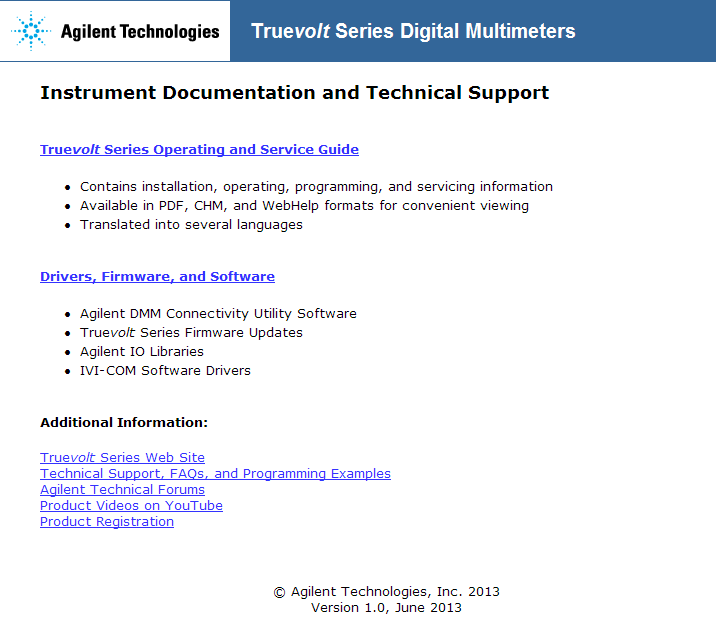 Agilent Technologies
Truevolt Series Digital Multimeters
Instrument Documentation and Technical Support
Truevolt Series Operating and Service Guide
• Contains installation, operating, programming, and servicing information
• Available in PDF, CHM, and WebHelp formats for convenient viewing
• Translated into several languages
Drivers, Firmware, and Software
• Agilent DMM Connectivity Utility Software
• Truevolt Series Firmware Updates
• Agilent IO Libraries
• IVI-COM Software Drivers
Additional Information:
Truevolt Series Web Site
Technical Support, FAQs, and Programming Examples
Agilent Technical Forums
Product Videos on YouTube
Product Registration
© Agilent Technologies, Inc. 2013
Version 1.0, June 2013